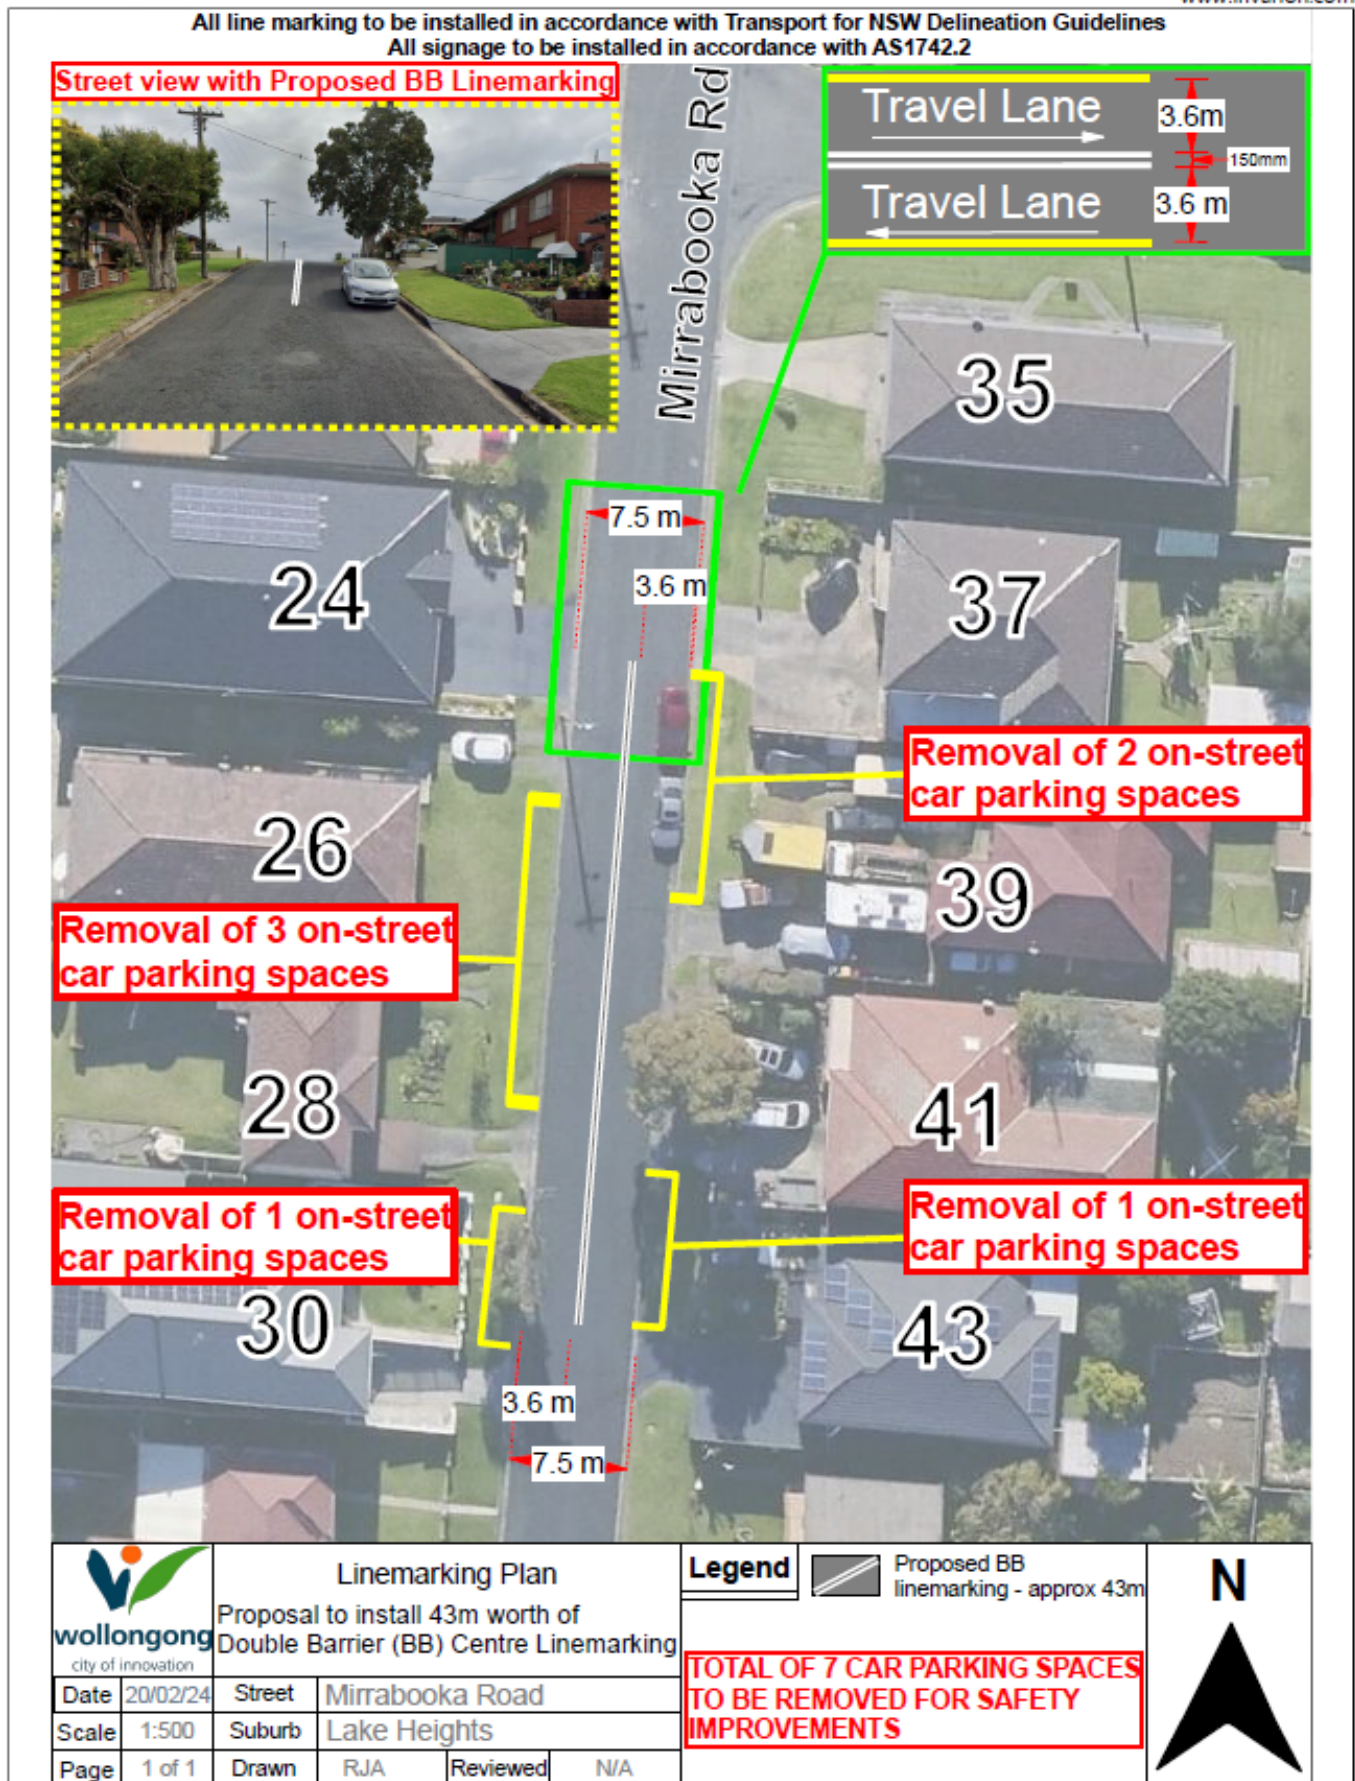 www.invarion.com
All line marking to be installed in accordance with Transport for NSW Delineation Guidelines
All signage to be installed in accordance with AS1742.2
Street view with Proposed BB Linemarking
Mirrabooka Rd
Travel Lane
3.6m
150mm
Travel Lane
3.6 m
35
7.5 m
3.6 m
24
37
Removal of 2 on-street
car parking spaces
26
39
Removal of 3 on-street
car parking spaces
28
41
Removal of 1 on-street
car parking spaces
Removal of 1 on-street
car parking spaces
30
43
3.6 m
7.5 m
wollongong
city of innovation
Linemarking Plan
Proposal to install 43m worth of
Double Barrier (BB) Centre Linemarking
Date 20/02/24 Street Mirrabooka Road
Scale 1:500 Suburb Lake Heights
Page 1 of 1 Drawn RJA Reviewed N/A
Legend
Proposed BB
linemarking - approx 43m
TOTAL OF 7 CAR PARKING SPACES
TO BE REMOVED FOR SAFETY
IMPROVEMENTS
N